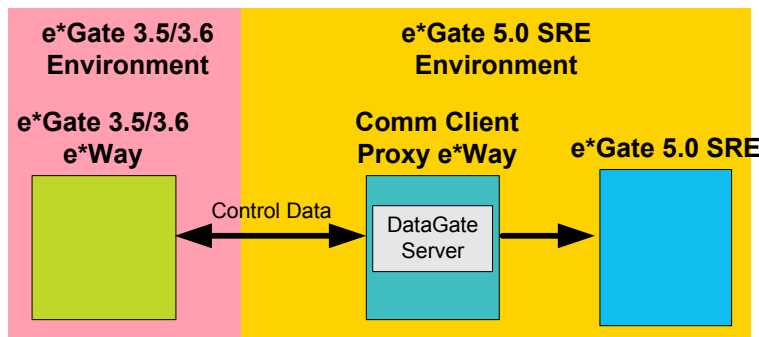 e*Gate 3.5/3.6
Environment
e*Gate 5.0 SRE
Environment
e*Gate 3.5/3.6
e*Way
Comm Client
Proxy e*Way
e*Gate 5.0 SRE
Control Data
DataGate
Server